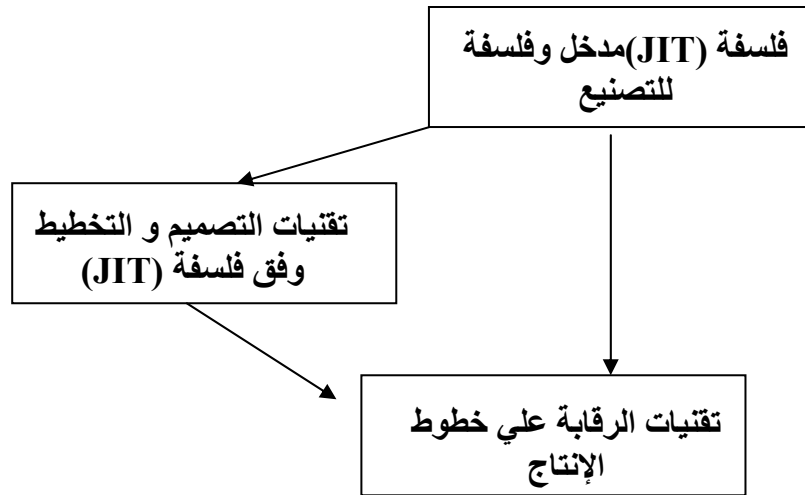 فلسفة (JIT)مدخل وفلسفة
للتصنيع
تقنيات التصميم و التخطيط
وفق فلسفة (JIT)
تقنيات الرقابة علي خطوط
الإنتاج